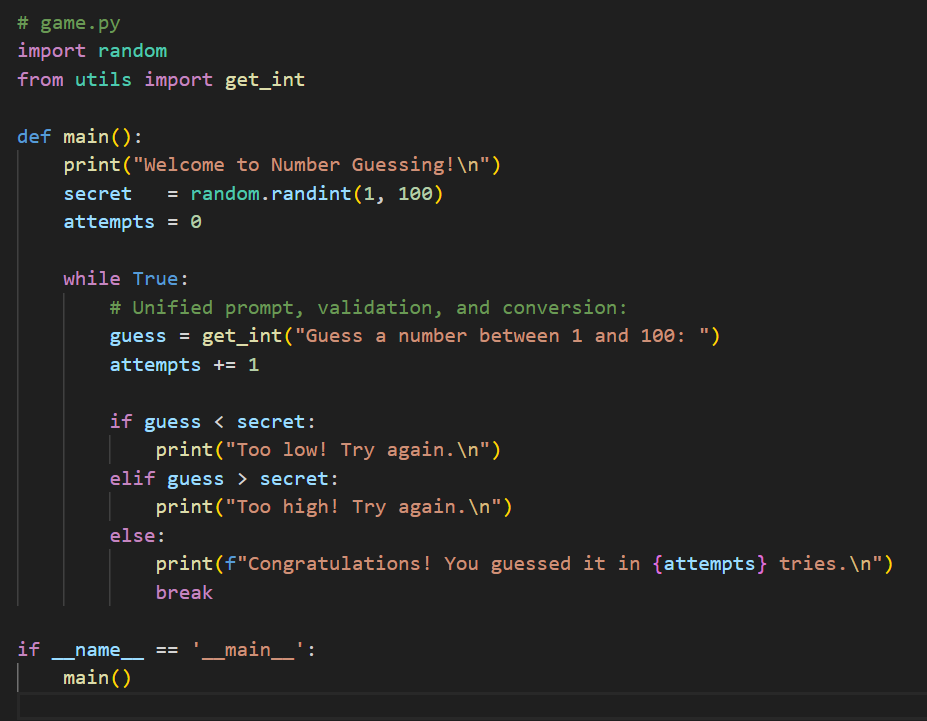 # game.py
import random
from utils import get_int

def main():
    print("Welcome to Number Guessing!\n")
    secret   = random.randint(1, 100)
    attempts = 0

    while True:
        # Unified prompt, validation, and conversion:
        guess = get_int("Guess a number between 1 and 100: ")
        attempts += 1

        if guess < secret:
            print("Too low! Try again.\n")
        elif guess > secret:
            print("Too high! Try again.\n")
        else:
            print(f"Congratulations! You guessed it in {attempts} tries.\n")
            break

if __name__ == '__main__':
    main()